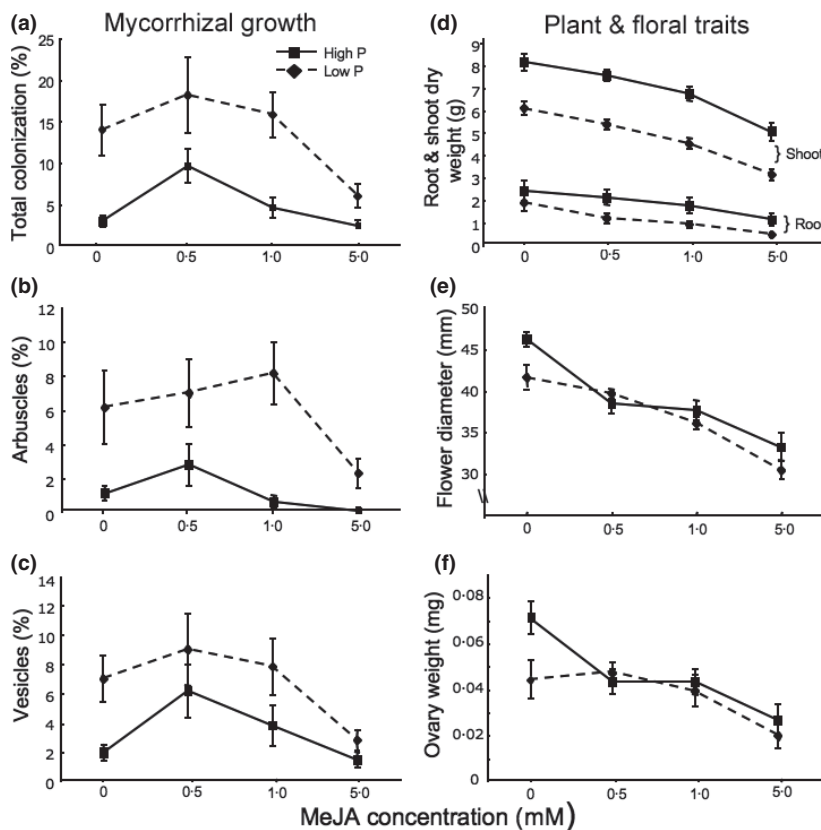 (a) Mycorrhizal growth
High P
Low P
Total colonization (%)
25
20
15
10
5
0
0 0·5 1·0 5·0
(b)
Arbuscles (%)
12
10
8
6
4
2
0
0 0·5 1·0 5·0
(c)
Vesicles (%)
14
12
10
8
6
4
2
0
0 0·5 1·0 5·0
(d) Plant & floral traits
Root & shoot dry
weight (g)
9
8
7
6
5
4
3
2
1
0
} Shoot
} Root
0 0·5 1·0 5·0
(e)
Flower diameter (mm)
50
45
40
35
30
0 0·5 1·0 5·0
(f)
Ovary weight (mg)
0·08
0·06
0·04
0·02
0
0 0·5 1·0 5·0
MeJA concentration (mM)